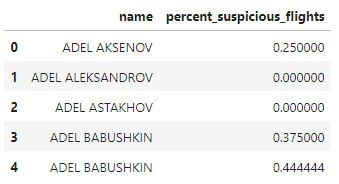 name percent_suspicious_flights
0 ADEL AKSENOV 0.250000
1 ADEL ALEKSANDROV 0.000000
2 ADEL ASTAKHOV 0.000000
3 ADEL BABUSHKIN 0.375000
4 ADEL BABUSHKIN 0.444444